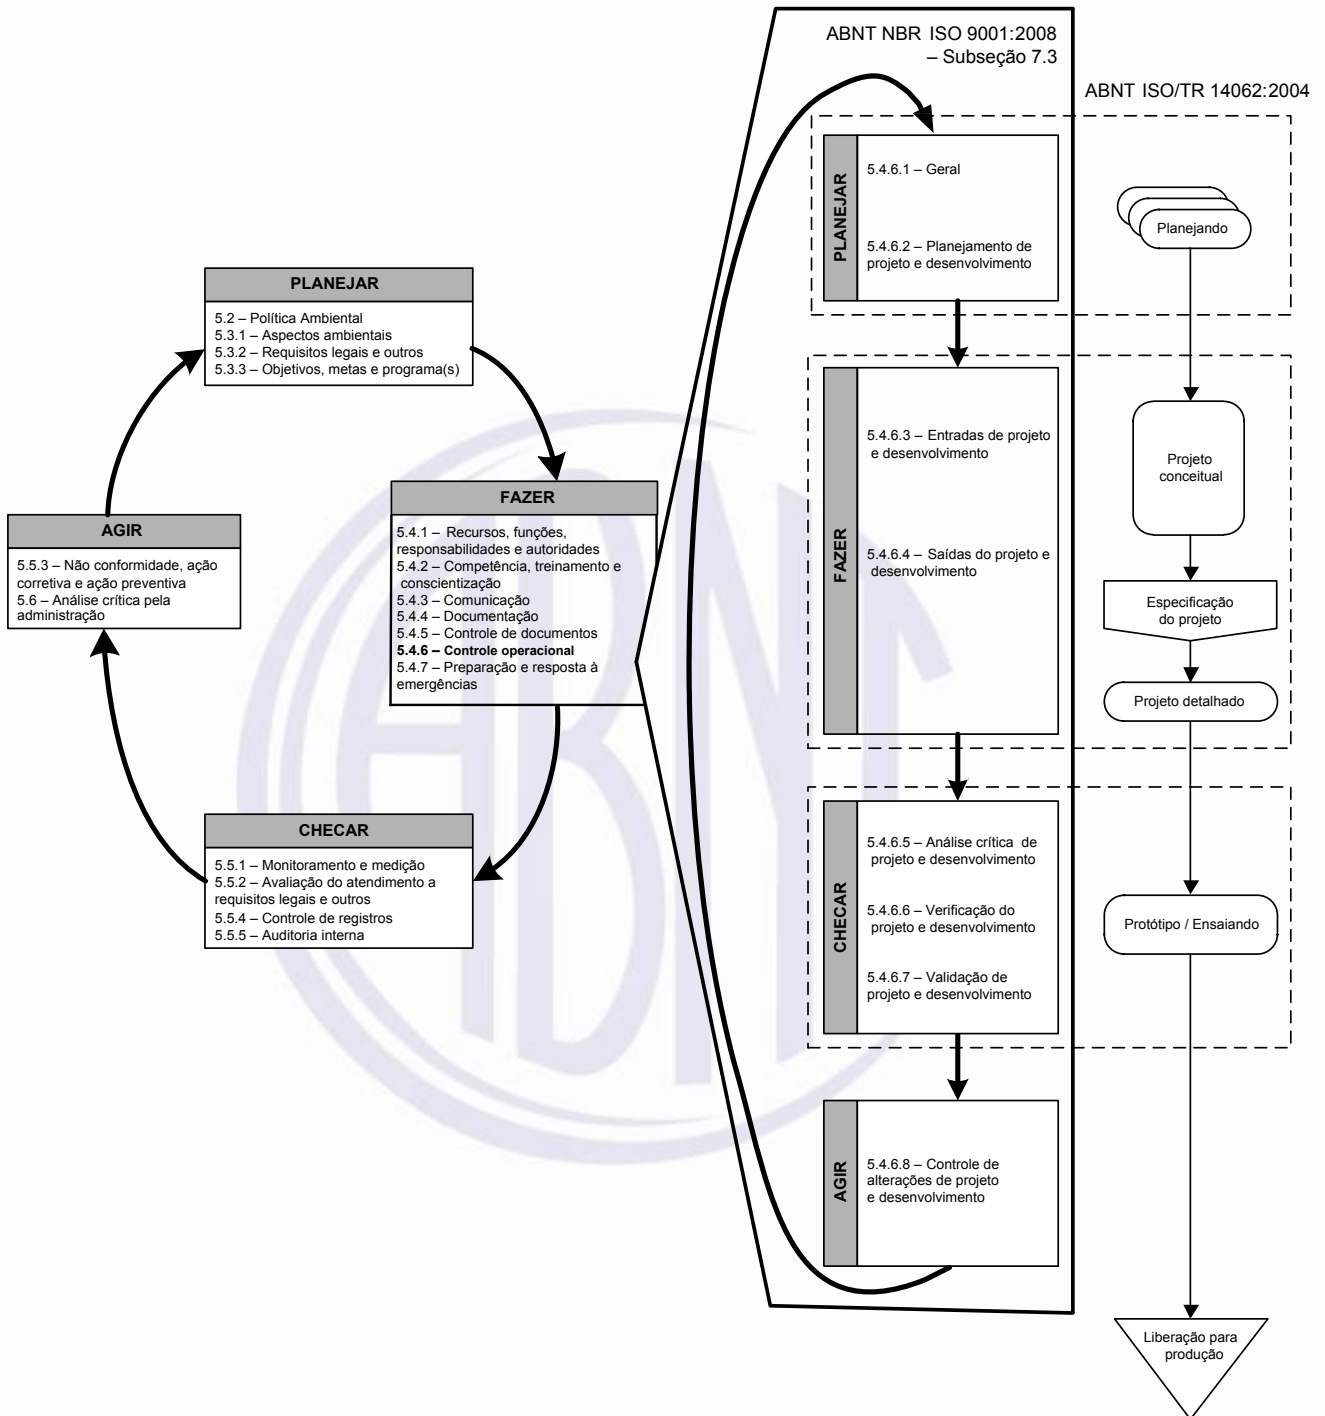 ABNT NBR ISO 9001:2008
– Subseção 7.3
ABNT ISO/TR 14062:2004
PLANEJAR
5.2 – Política Ambiental
5.3.1 – Aspectos ambientais
5.3.2 – Requisitos legais e outros
5.3.3 – Objetivos, metas e programa(s)
FAZER
5.4.1 – Recursos, funções,
responsabilidades e autoridades
5.4.2 – Competência, treinamento e
conscientização
5.4.3 – Comunicação
5.4.4 – Documentação
5.4.5 – Controle de documentos
5.4.6 – Controle operacional
5.4.7 – Preparação e resposta à
emergências
AGIR
5.5.3 – Não conformidade, ação
corretiva e ação preventiva
5.6 – Análise crítica pela
administração
CHECAR
5.5.1 – Monitoramento e medição
5.5.2 – Avaliação do atendimento a
requisitos legais e outros
5.5.4 – Controle de registros
5.5.5 – Auditoria interna
PLANEJAR
5.4.6.1 – Geral
5.4.6.2 – Planejamento de
projeto e desenvolvimento
FAZER
5.4.6.3 – Entradas de projeto
e desenvolvimento
5.4.6.4 – Saídas do projeto e
desenvolvimento
CHECAR
5.4.6.5 – Análise crítica de
projeto e desenvolvimento
5.4.6.6 – Verificação do
projeto e desenvolvimento
5.4.6.7 – Validação de
projeto e desenvolvimento
AGIR
5.4.6.8 – Controle de
alterações de projeto
e desenvolvimento
Planejando
Projeto
conceitual
Especificação
do projeto
Projeto detalhado
Protótipo / Ensaiando
Liberação para
produção
ABNT